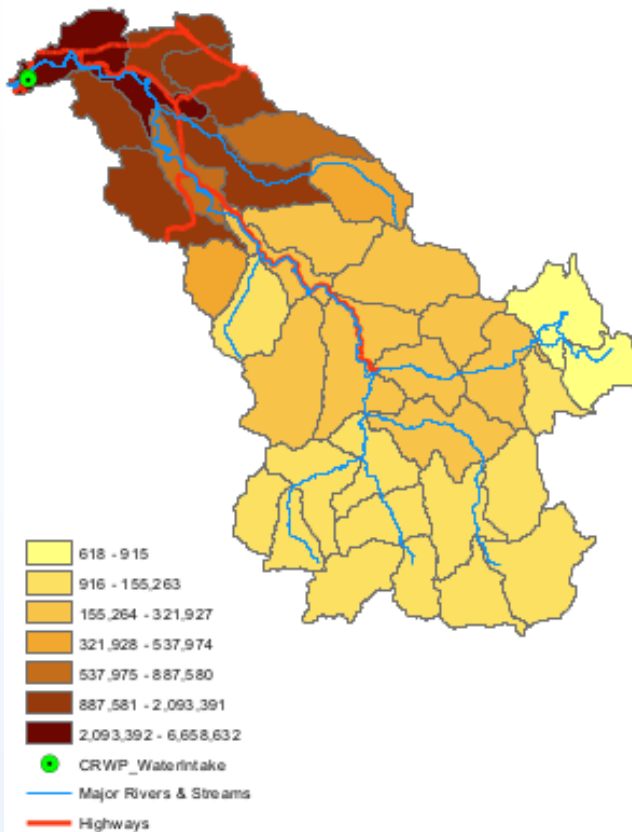 618 - 915
916 - 155,263
155,264 - 321,927
321,928 - 537,974
537,975 - 887,580
887,581 - 2,093,391
2,093,392 - 6,658,632
CRWP_WaterIntake
Major Rivers & Streams
Highways